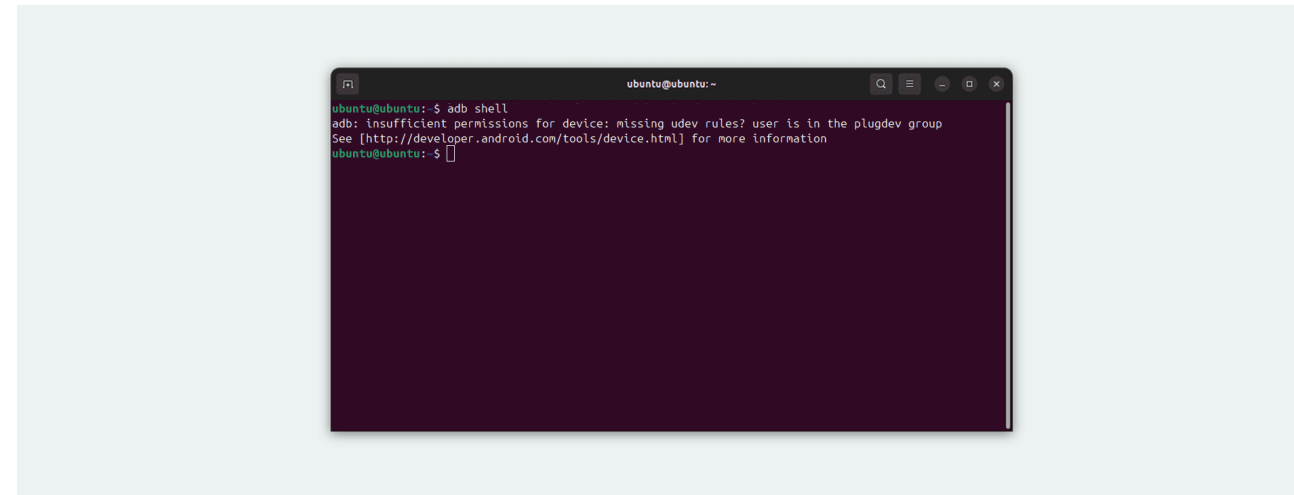 ubuntu@ubuntu: ~
ubuntu@ubuntu:~$ adb shell
adb: insufficient permissions for device: missing udev rules? user is in the plugdev group
See [http://developer.android.com/tools/device.html] for more information
ubuntu@ubuntu:~$